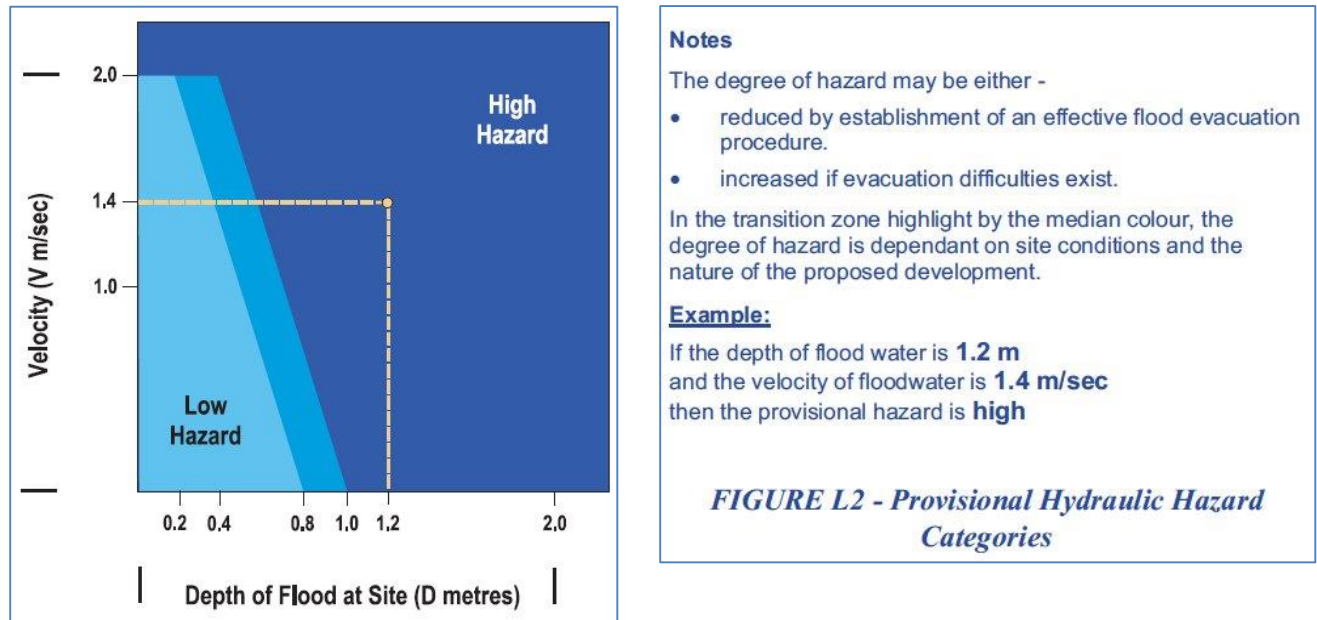 2.0
1.4
1.0
Velocity (V m/sec)
High
Hazard
Low
Hazard
0.2 0.4 0.8 1.0 1.2 2.0
Depth of Flood at Site (D metres)
Notes
The degree of hazard may be either -
• reduced by establishment of an effective flood evacuation
procedure.
• increased if evacuation difficulties exist.
In the transition zone highlight by the median colour, the
degree of hazard is dependant on site conditions and the
nature of the proposed development.
Example:
If the depth of flood water is 1.2 m
and the velocity of floodwater is 1.4 m/sec
then the provisional hazard is high
FIGURE L2 - Provisional Hydraulic Hazard
Categories